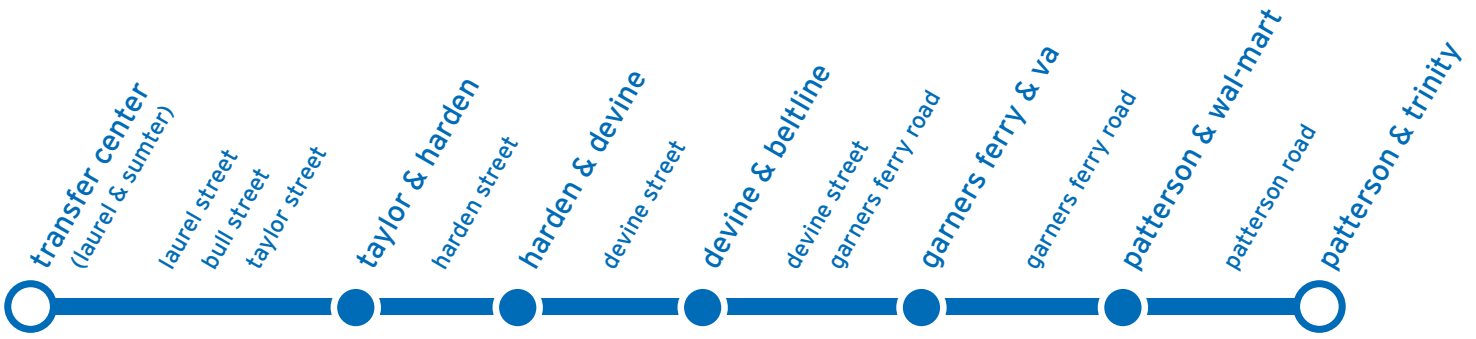 transfer center
(laurel & sumter)
laurel street
bull street
taylor street
taylor & harden
harden street
harden & devine
devine street
devine & beltline
devine street
garners ferry road
garners ferry & va
garners ferry road
patterson & wal-mart
patterson road
patterson & trinity